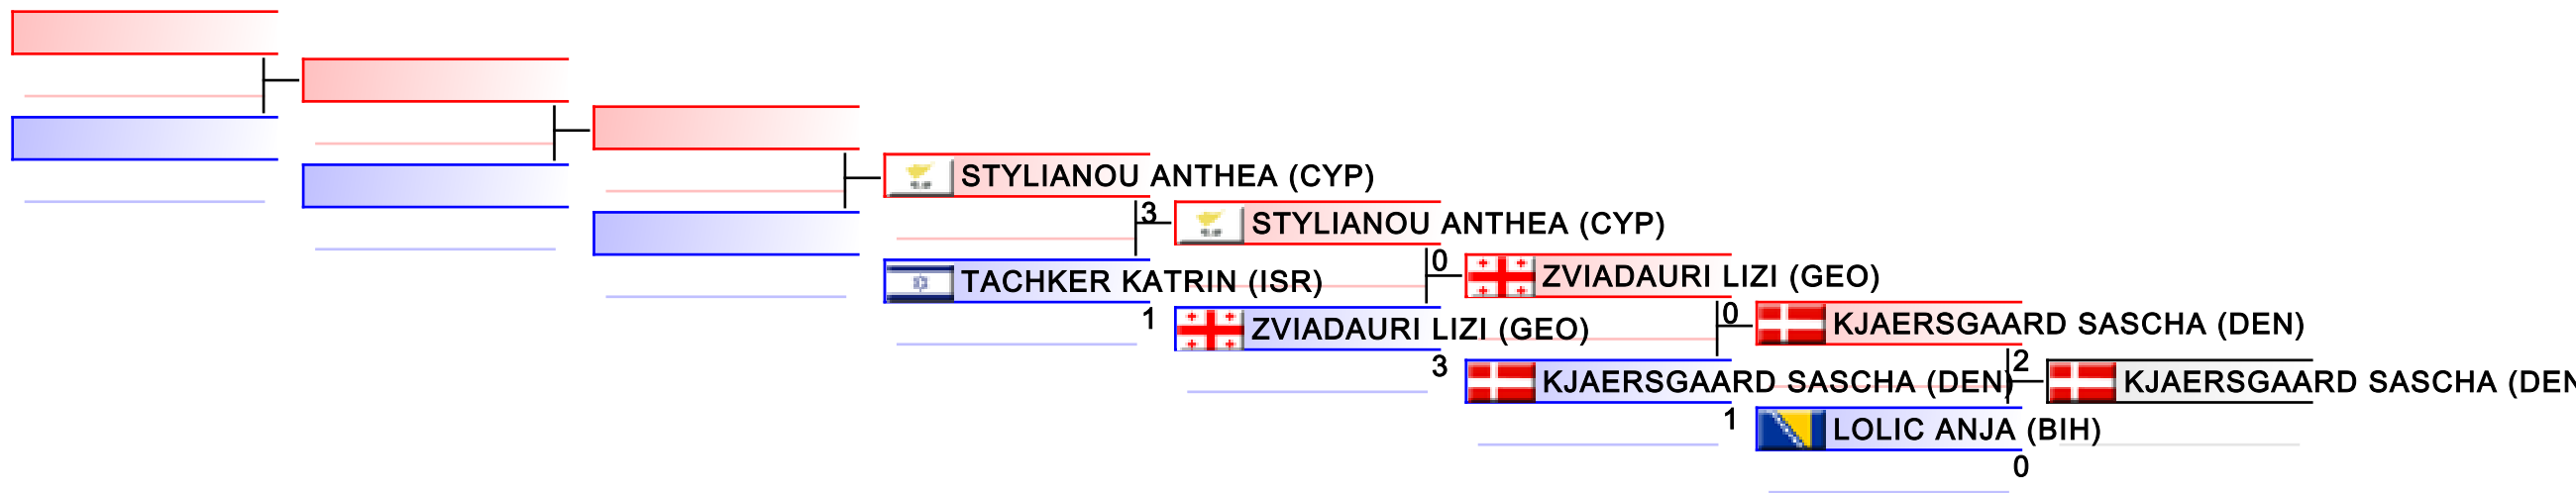 STYLIANOU ANTHEA (CYP)
3
STYLIANOU ANTHEA (CYP)
0
TACHKER KATRIN (ISR)
1
ZVIADAURI LIZI (GEO)
0
ZVIADAURI LIZI (GEO)
3
KJAERSGAARD SASCHA (DEN)
2
KJAERSGAARD SASCHA (DEN)
1
KJAERSGAARD SASCHA (DEN
LOLIC ANJA (BIH)
0